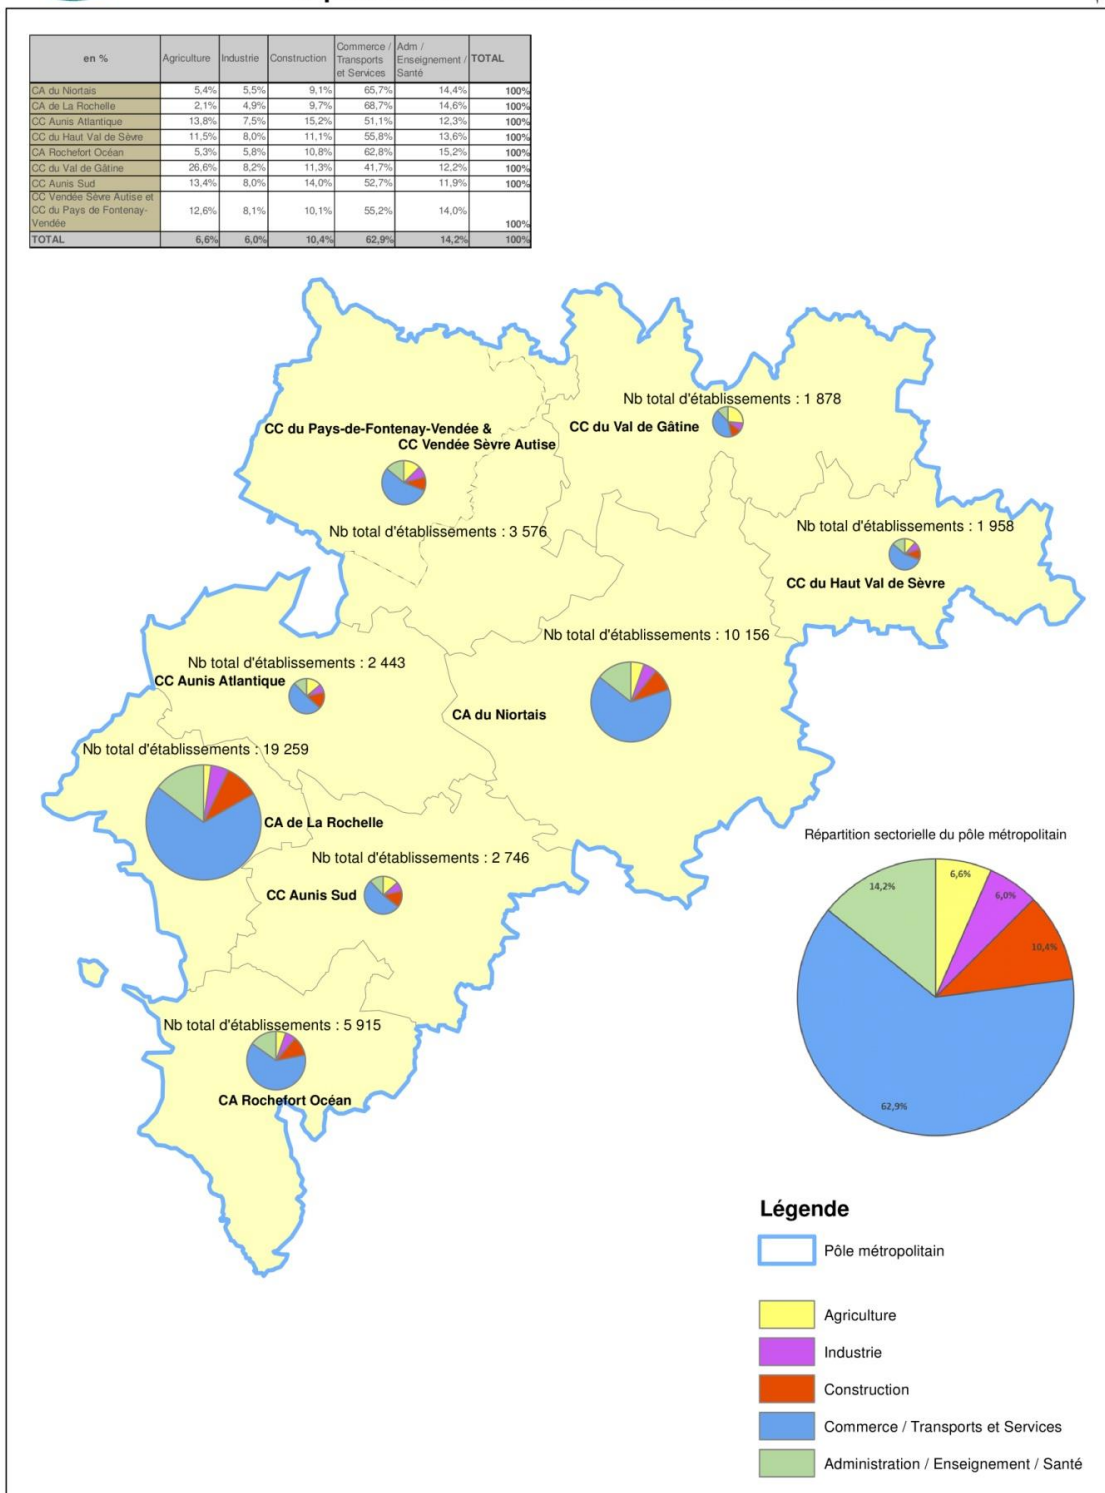 en %
Agriculture
Industrie
Construction
Commerce /
Transports
et Services
Adm /
Enseignement /
Santé
TOTAL
CA du Niortais 5,4% 5,5% 9,1% 65,7% 14,4% 100%
CA de La Rochelle 2,1% 4,9% 9,7% 68,7% 14,6% 100%
CC Aunis Atlantique 13,8% 7,5% 15,2% 51,1% 12,3% 100%
CC du Haut Val de Sèvre 11,5% 8,0% 11,1% 55,8% 13,6% 100%
CA Rochefort Océan 5,3% 5,8% 10,8% 62,8% 15,2% 100%
CC du Val de Gâtine 26,6% 8,2% 11,3% 41,7% 12,2% 100%
CC Aunis Sud 13,4% 8,0% 14,0% 52,7% 11,9% 100%
CC Vendée Sèvre Autise et
CC du Pays de Fontenay-
Vendée
12,6% 8,1% 10,1% 55,2% 14,0% 100%
TOTAL 6,6% 6,0% 10,4% 62,9% 14,2% 100%
Nb total d'établissements : 1 878
CC du Val de Gâtine
CC du Pays-de-Fontenay-Vendée &
CC Vendée Sèvre Autise
Nb total d'établissements : 3 576
Nb total d'établissements : 1 958
CC du Haut Val de Sèvre
Nb total d'établissements : 10 156
CA du Niortais
Nb total d'établissements : 2 443
CC Aunis Atlantique
Nb total d'établissements : 19 259
CA de La Rochelle
Nb total d'établissements : 2 746
CC Aunis Sud
Nb total d'établissements : 5 915
CA Rochefort Océan
Répartition sectorielle du pôle métropolitain
6,6%
6,0%
10,4%
62,9%
14,2%
Légende
Pôle métropolitain
Agriculture
Industrie
Construction
Commerce / Transports et Services
Administration / Enseignement / Santé